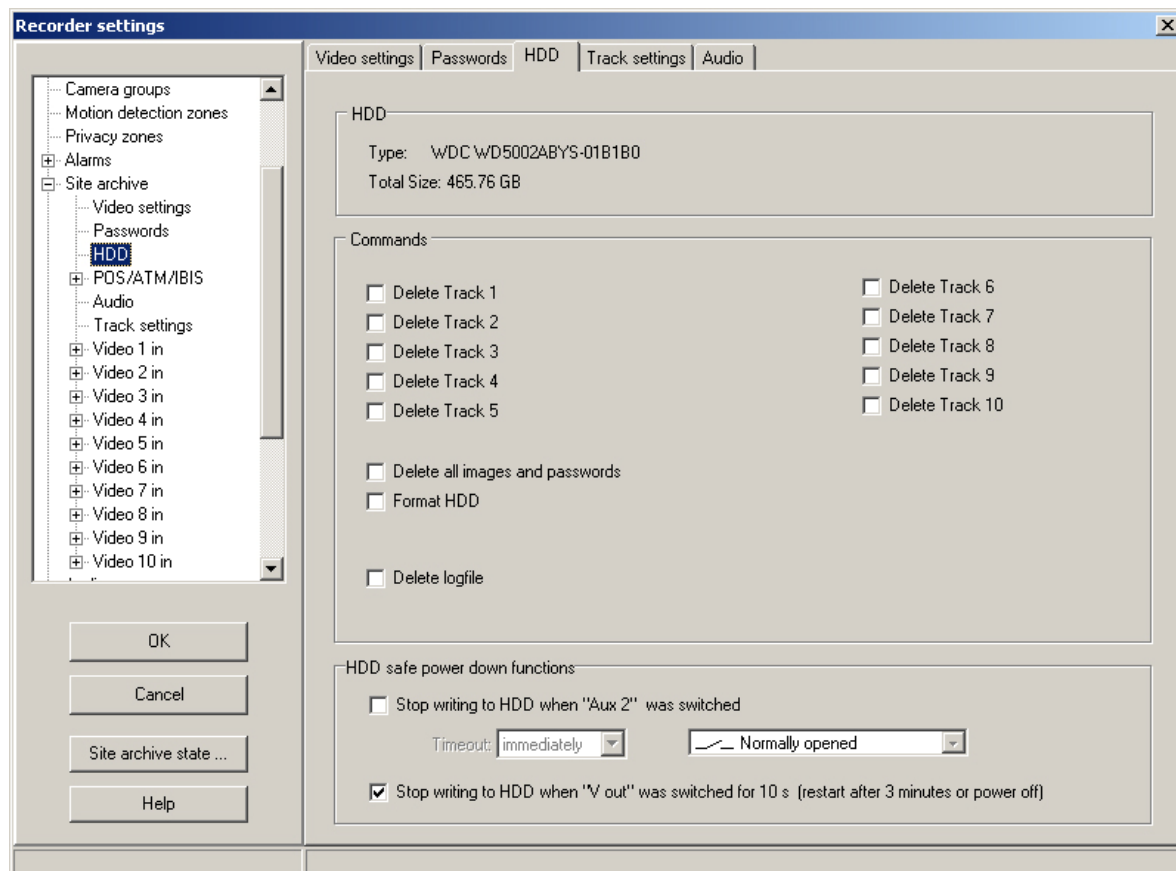 Recorder settings
Video settings
Passwords
HDD
Track settings
Audio
Camera groups
Motion detection zones
Privacy zones
Alarms
Site archive
Video settings
Passwords
HDD
POS/ATM/IBIS
Audio
Track settings
Video 1 in
Video 2 in
Video 3 in
Video 4 in
Video 5 in
Video 6 in
Video 7 in
Video 8 in
Video 9 in
Video 10 in
OK
Cancel
Site archive state ...
Help
HDD
Type: WDC WD5002ABYS-01B1B0
Total Size: 465.76 GB
Commands
Delete Track 1
Delete Track 2
Delete Track 3
Delete Track 4
Delete Track 5
Delete Track 6
Delete Track 7
Delete Track 8
Delete Track 9
Delete Track 10
Delete all images and passwords
Format HDD
Delete logfile
HDD safe power down functions
Stop writing to HDD when "Aux 2" was switched
Timeout: immediately
Normally opened
Stop writing to HDD when "V out" was switched for 10 s (restart after 3 minutes or power off)